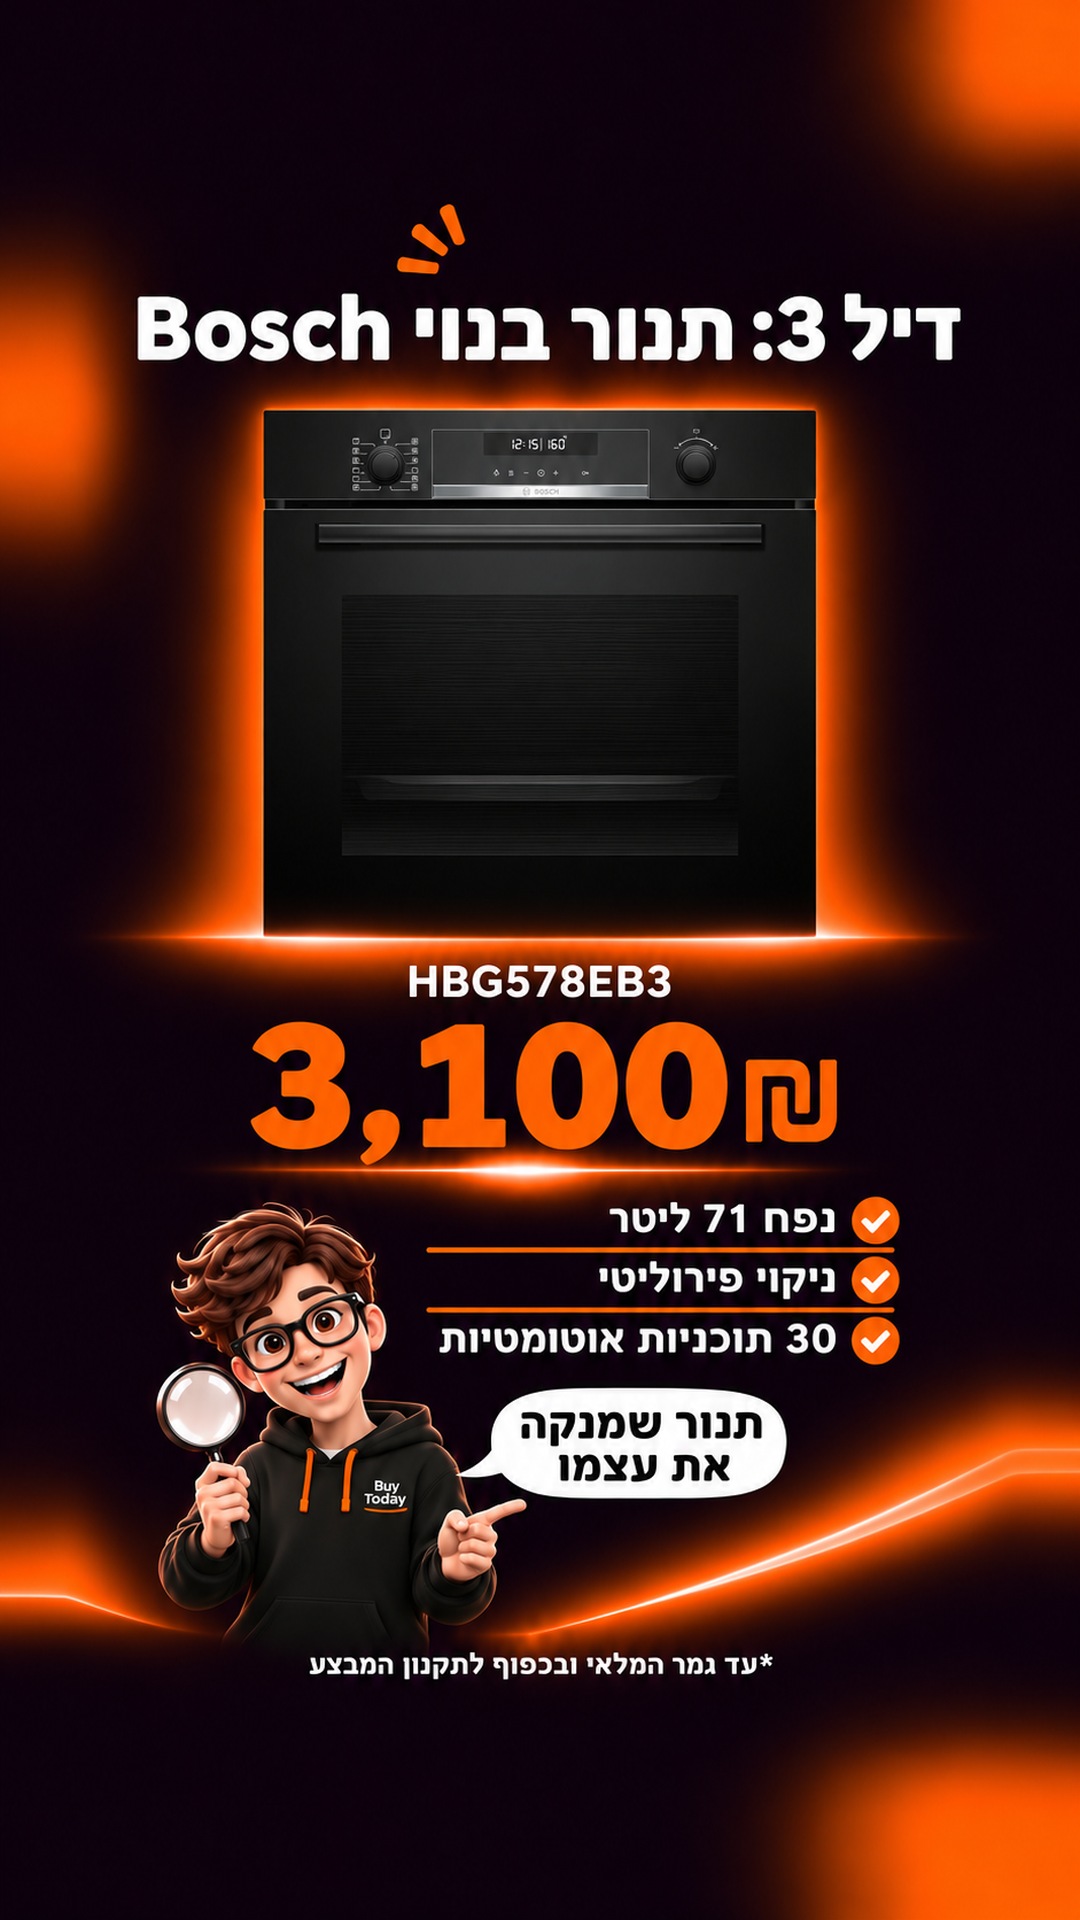 דיל 3: תנור בנוי Bosch
12:15 160
BOSCH
HBG578EB3
3,100₪
נפח 71 ליטר
ניקוי פירוליטי
30 תוכניות אוטומטיות
תנור שמנקה
את עצמו
Buy
Today
*עד גמר המלאי ובכפוף לתקנון המבצע